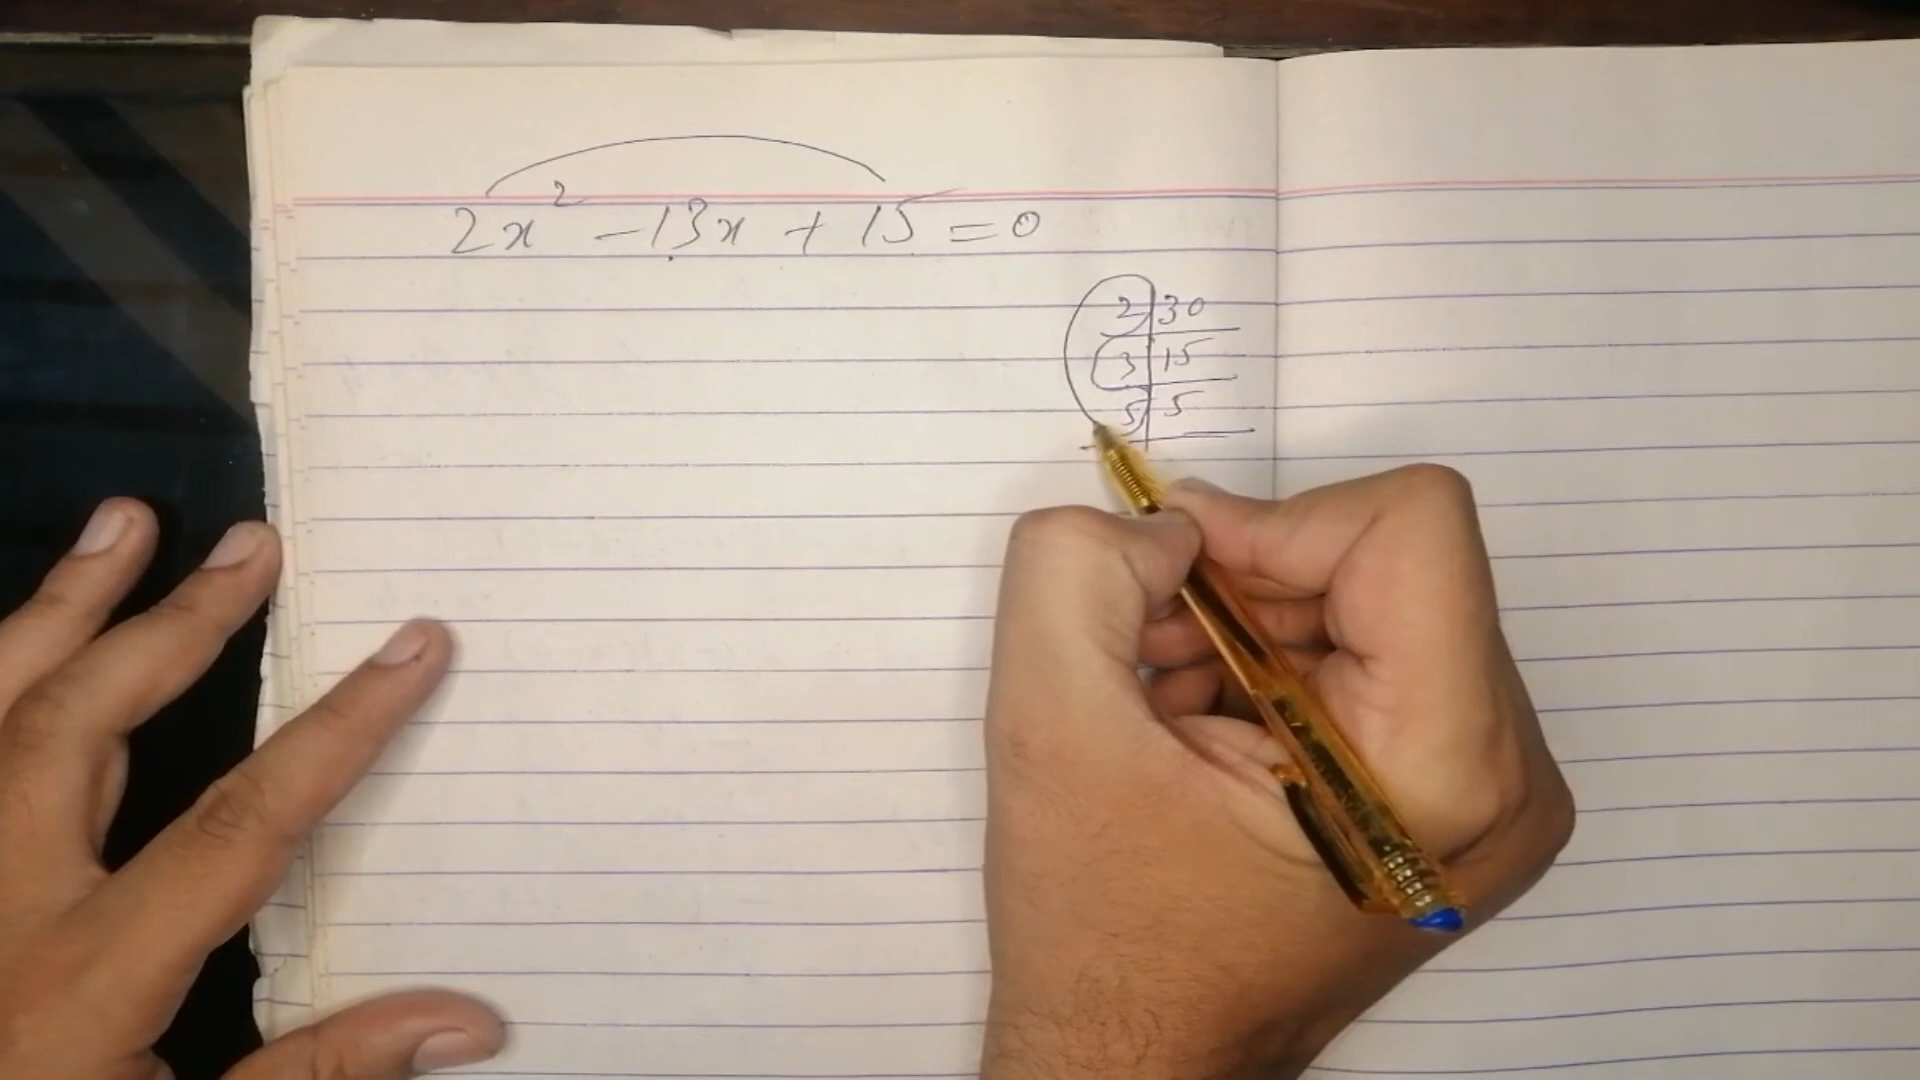 2x² - 13x + 15 = 0
2 | 30
3 | 15
5 | 5